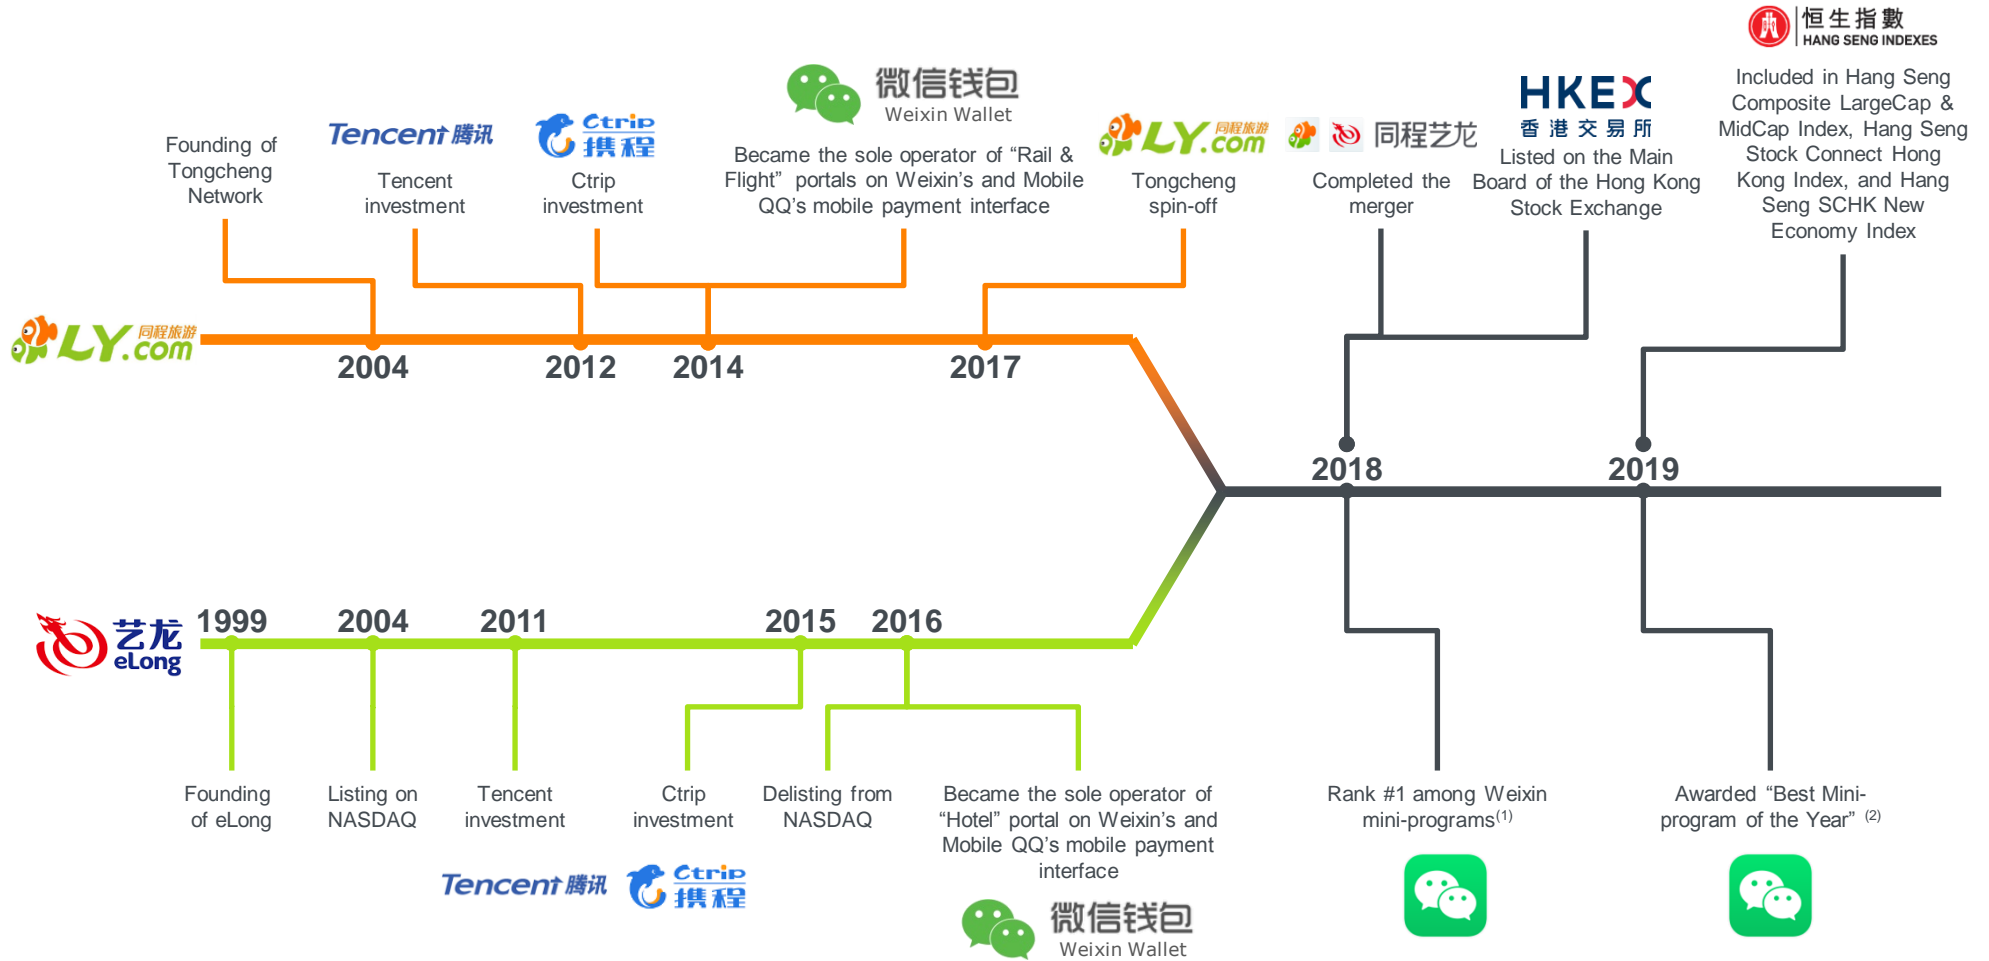 恒生指數
HANG SENG INDEXES
Included in Hang Seng
Composite LargeCap &
MidCap Index, Hang Seng
Stock Connect Hong
Kong Index, and Hang
Seng SCHK New
Economy Index
Founding of
Tongcheng
Network
Tencent 腾讯
Tencent
investment
Ctrip
携程
Ctrip
investment
微信钱包
Weixin Wallet
Became the sole operator of “Rail &
Flight” portals on Weixin’s and Mobile
QQ’s mobile payment interface
LY.com 同程旅游
Tongcheng
spin-off
同程艺龙
Completed the
merger
HKEX
香港交易所
Listed on the Main
Board of the Hong Kong
Stock Exchange
LY.com 同程旅游
2004
2012
2014
2017
2018
2019
艺龙
eLong
1999
2004
2011
2015
2016
Founding
of eLong
Listing on
NASDAQ
Tencent
investment
Tencent 腾讯
Ctrip
investment
Ctrip
携程
Delisting from
NASDAQ
Became the sole operator of
“Hotel” portal on Weixin’s and
Mobile QQ’s mobile payment
interface
微信钱包
Weixin Wallet
Rank #1 among Weixin
mini-programs(1)
Awarded “Best Mini-
program of the Year” (2)